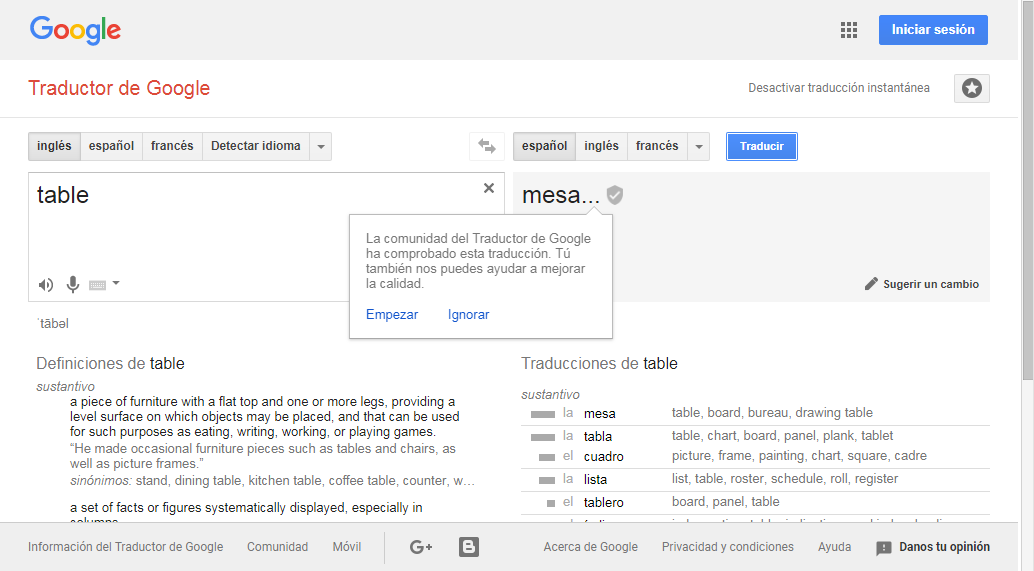 Google
Iniciar sesión
Traductor de Google
Desactivar traducción instantánea
inglés español francés Detectar idioma
español inglés francés Traducir
table
mesa...
La comunidad del Traductor de Google
ha comprobado esta traducción. Tú
también nos puedes ayudar a mejorar
la calidad.
Empezar Ignorar
Sugerir un cambio
ˈtābəl
Definiciones de table
sustantivo
a piece of furniture with a flat top and one or more legs, providing a
level surface on which objects may be placed, and that can be used
for such purposes as eating, writing, working, or playing games.
“He made occasional furniture pieces such as tables and chairs, as
well as picture frames.”
sinónimos: stand, dining table, kitchen table, coffee table, counter, w…
a set of facts or figures systematically displayed, especially in
columns
Traducciones de table
sustantivo
la mesa table, board, bureau, drawing table
la tabla table, chart, board, panel, plank, tablet
el cuadro picture, frame, painting, chart, square, cadre
la lista list, table, roster, schedule, roll, register
el tablero board, panel, table
Información del Traductor de Google Comunidad Móvil G+ B Acerca de Google Privacidad y condiciones Ayuda Danos tu opinión